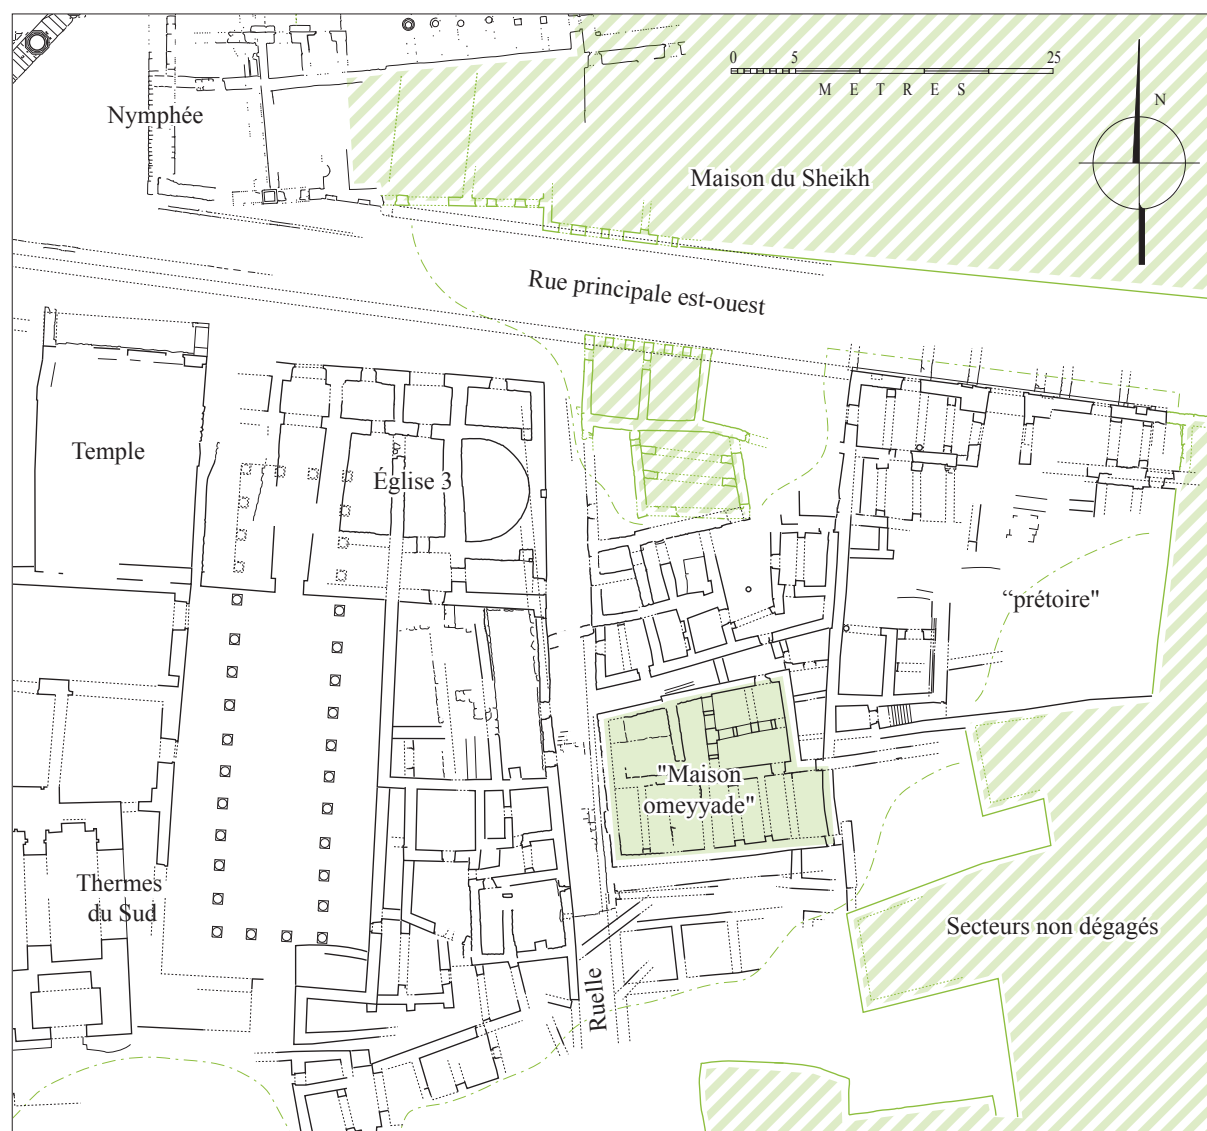 0 5 25
M E T R E S
N
Nymphée
Maison du Sheikh
Rue principale est-ouest
Temple
Église 3
“prétoire"
"Maison
omeyyade"
Thermes
du Sud
Secteurs non dégagés
Ruelle